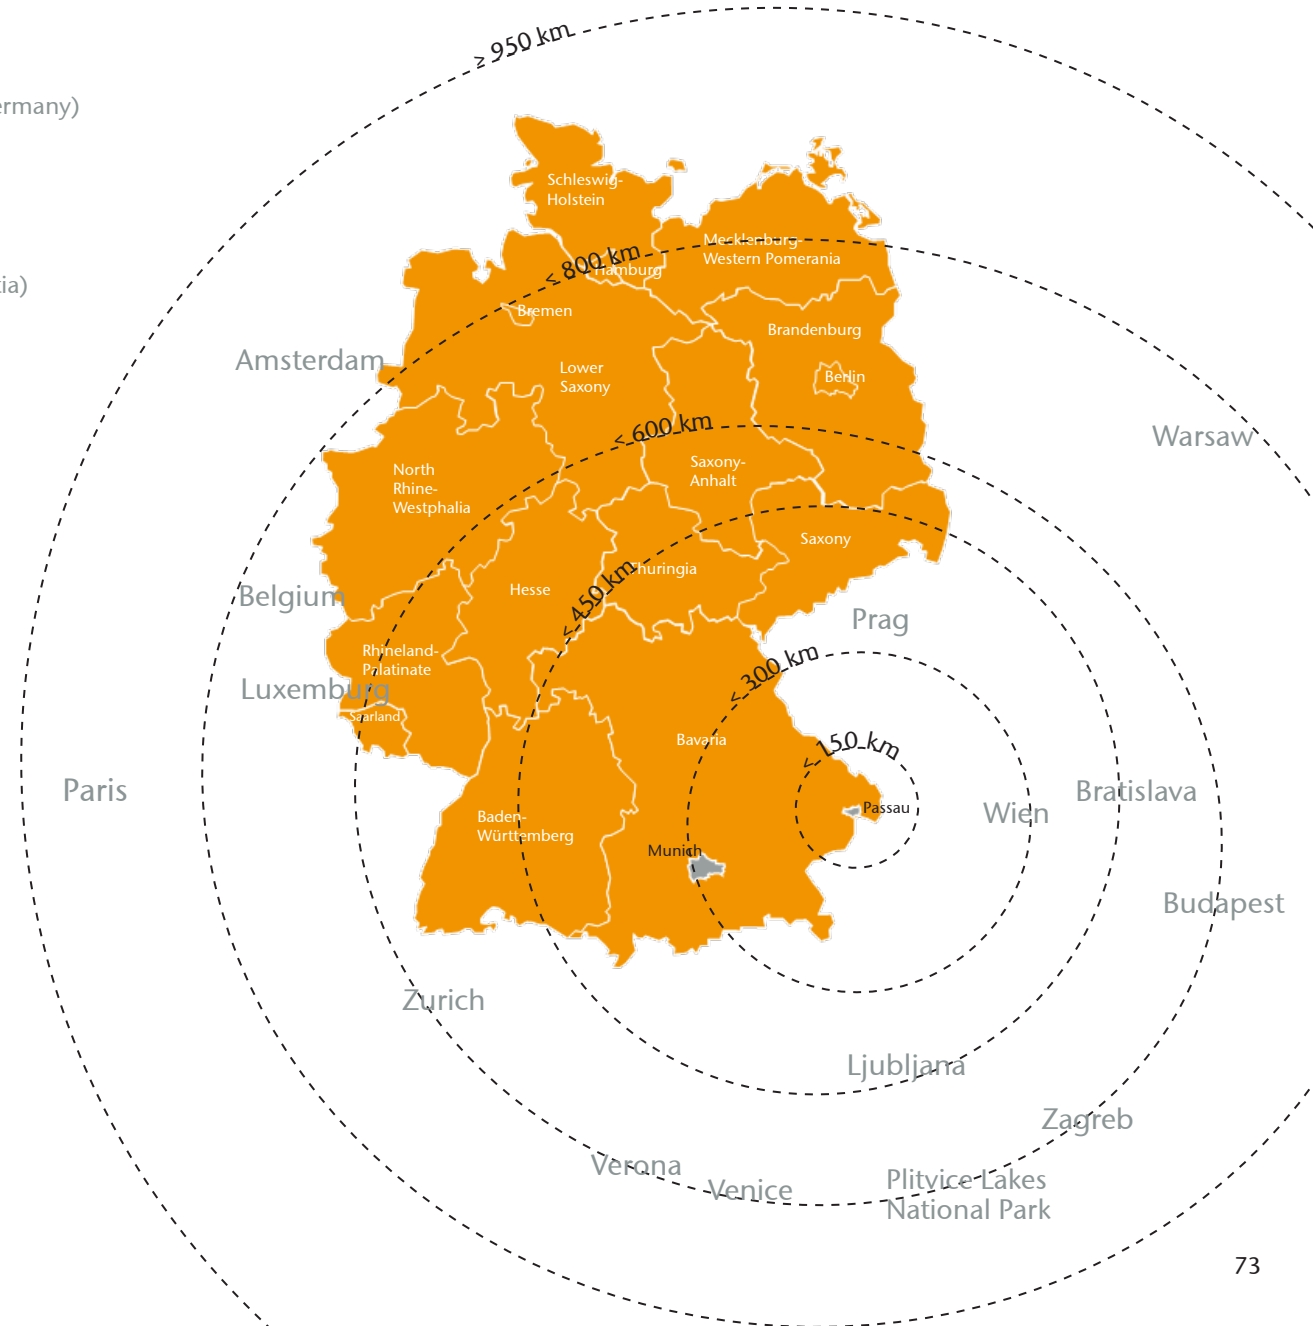 ≥ 950 km
ermany)
Schleswig-
Holstein
Mecklenburg-
Western Pomerania
< 800 km
Hamburg
ia)
Bremen
Brandenburg
Amsterdam
Lower
Saxony
Berlin
< 600 km
Warsaw
North
Rhine-
Westphalia
Saxony-
Anhalt
Saxony
Thuringia
< 450 km
Hesse
Belgium
Prag
Rhineland-
Palatinate
< 300 km
Luxemburg
Saarland
Bavaria
< 150 km
Paris
Bratislava
Passau
Wien
Baden-
Württemberg
Munich
Budapest
Zurich
Ljubljana
Zagreb
Verona
Venice
Plitvice Lakes
National Park
73